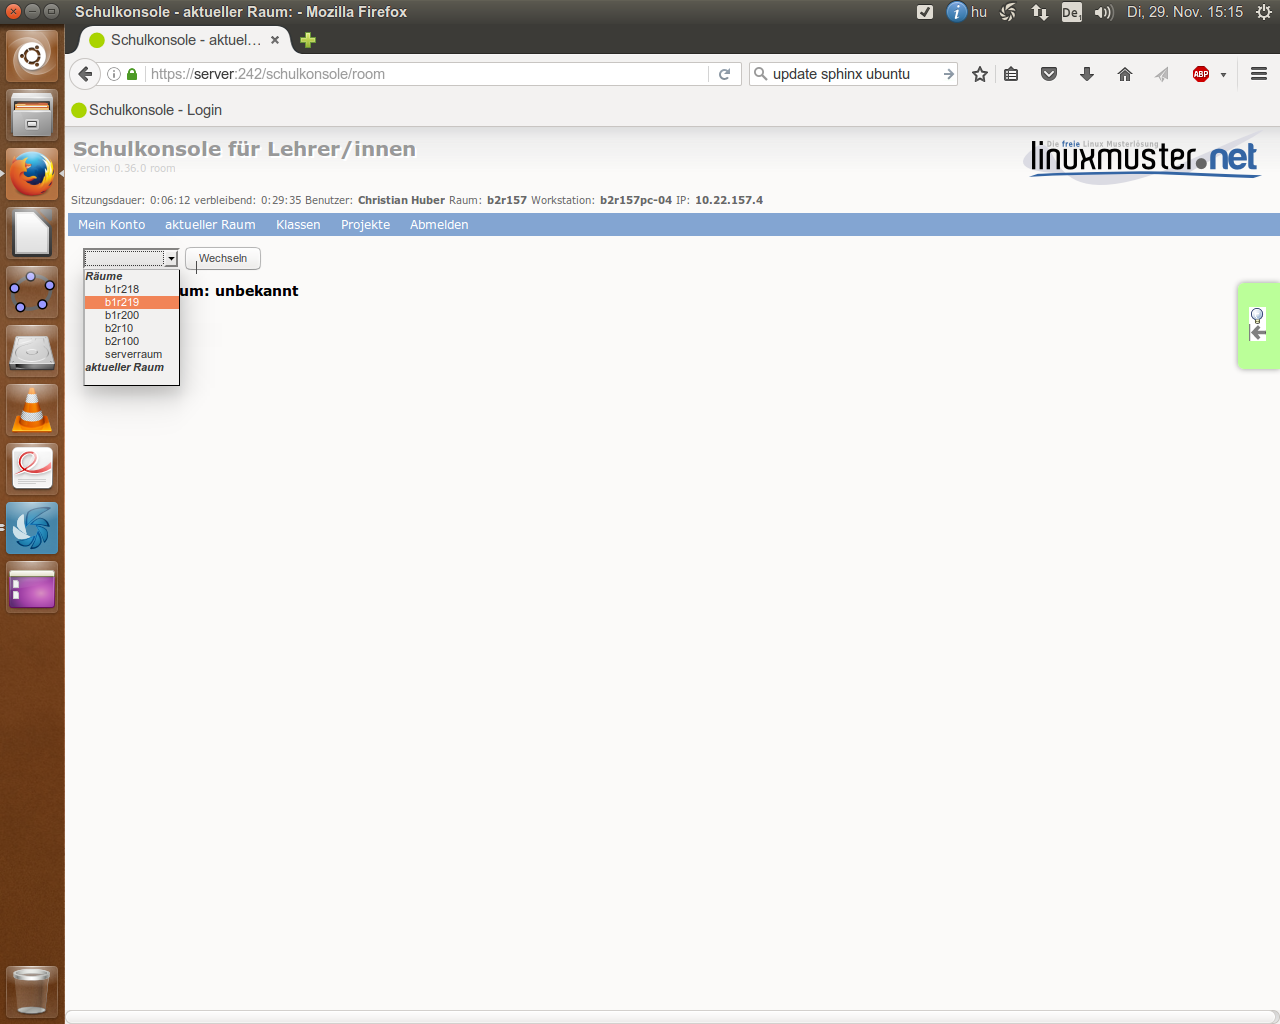 Schulkonsole - aktueller Raum: - Mozilla Firefox
hu
De1
Di, 29. Nov. 15:15
Schulkonsole - aktuel...
https://server:242/schulkonsole/room
update sphinx ubuntu
ABP
Schulkonsole - Login
Schulkonsole für Lehrer/innen
Version 0.36.0 room
Die freie Linux Musterlösung
linuxmuster.net
Sitzungsdauer: 0:06:12 verbleibend: 0:29:35 Benutzer: Christian Huber Raum: b2r157 Workstation: b2r157pc-04 IP: 10.22.157.4
Mein Konto aktueller Raum Klassen Projekte Abmelden
Wechseln
Räume
b1r218
um: unbekannt
b1r219
b1r200
b2r10
b2r100
serverraum
aktueller Raum